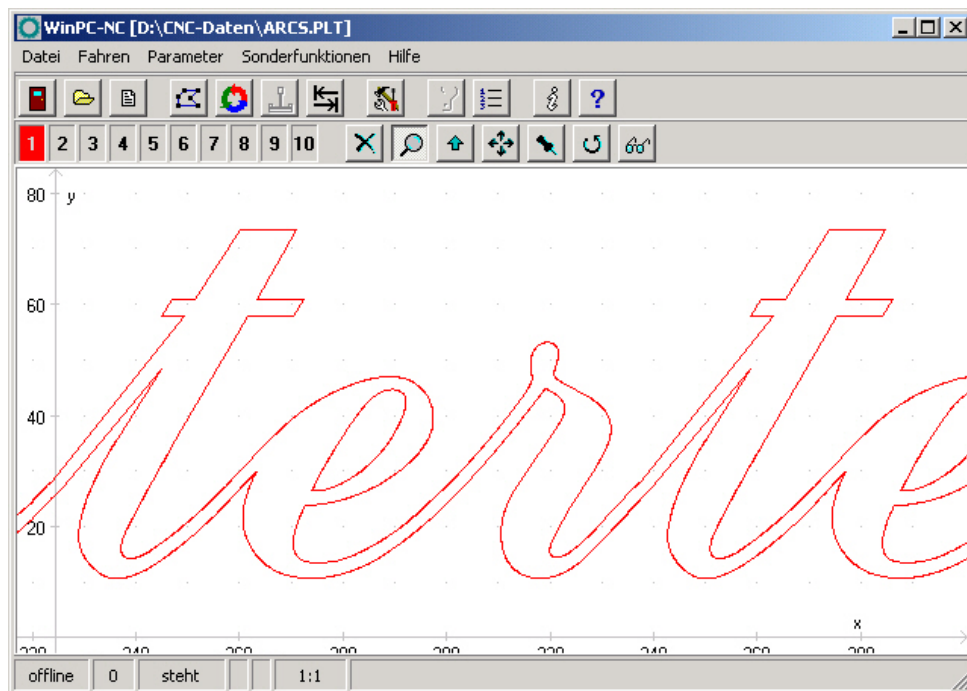 WinPC-NC [D:\CNC-Daten\ARCS.PLT]
Datei Fahren Parameter Sonderfunktionen Hilfe
1 2 3 4 5 6 7 8 9 10
80 y
60
40
20
terte
x
offline 0 steht 1:1